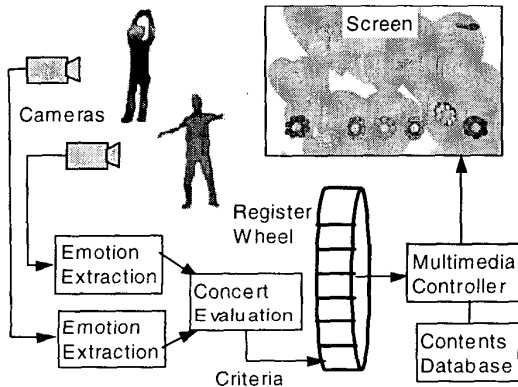 Screen
Cameras
Register
Wheel
Emotion
Extraction
Concert
Evaluation
Multimedia
Controller
Emotion
Extraction
Contents
Database
Criteria